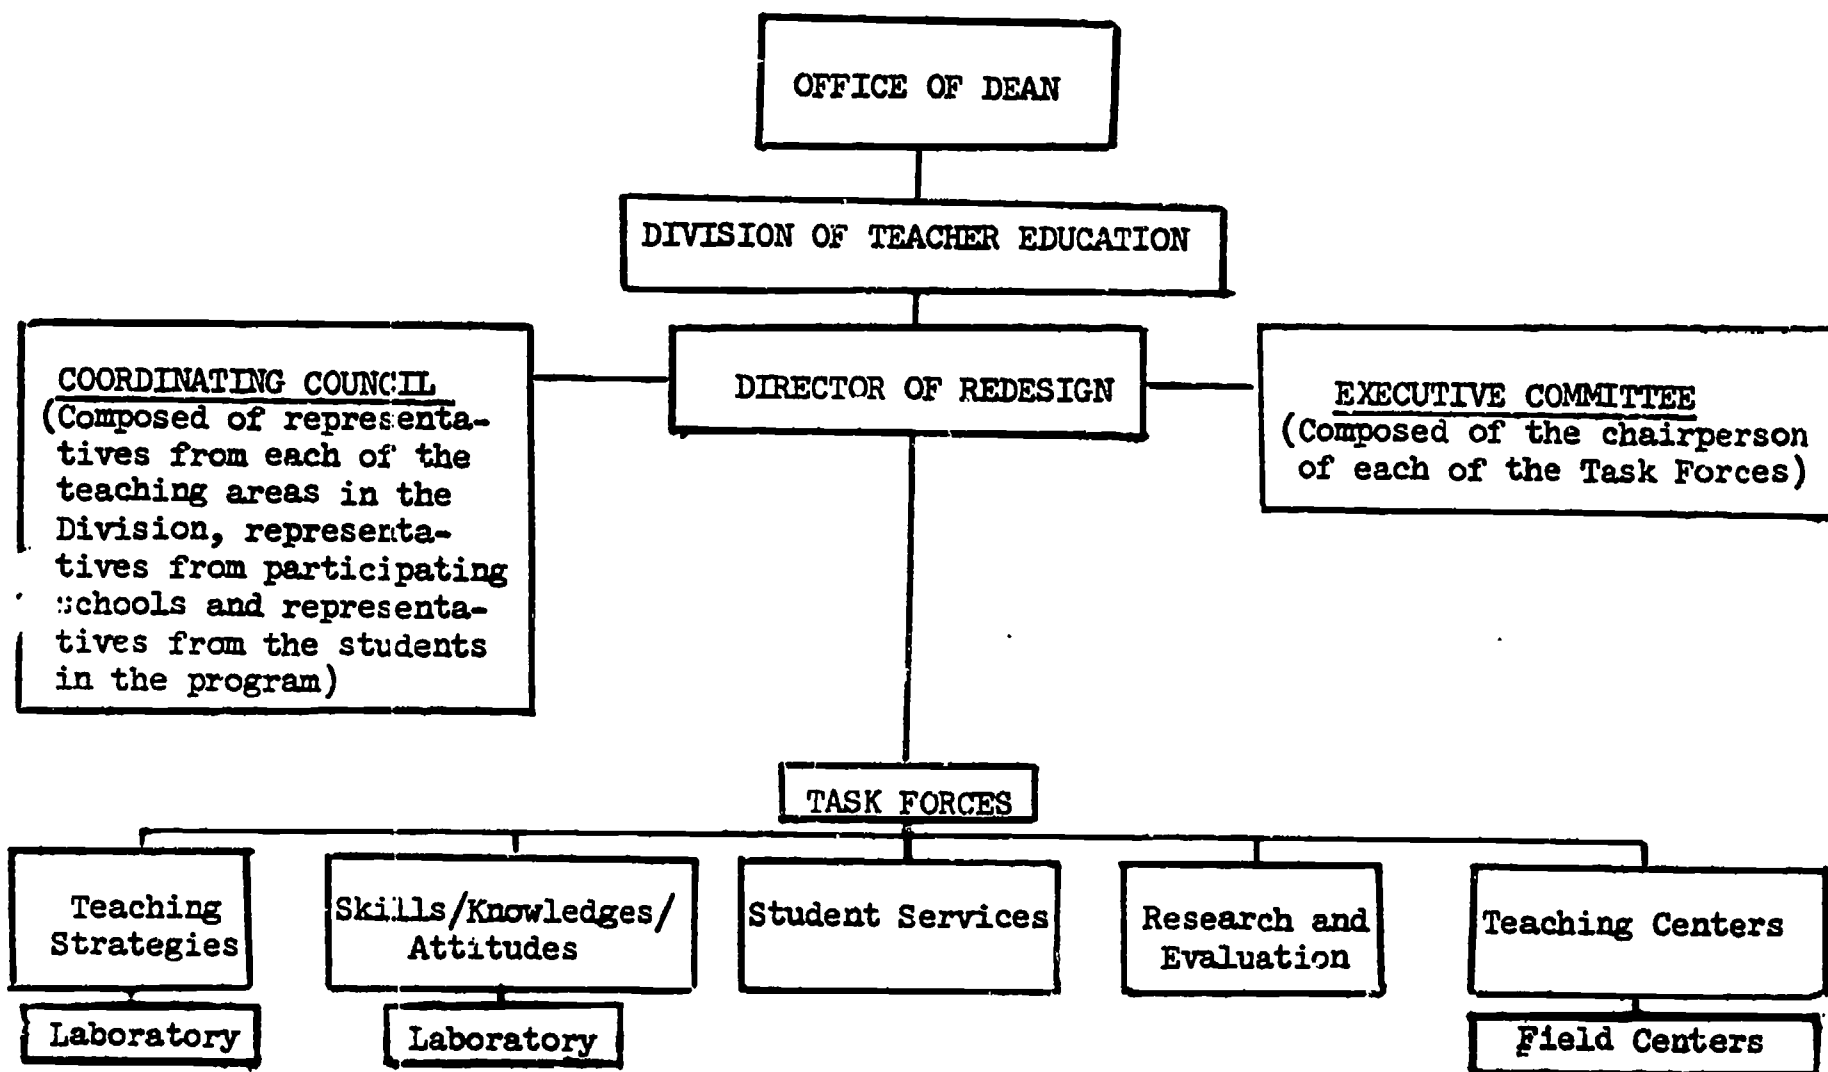 OFFICE OF DEAN
DIVISION OF TEACHER EDUCATION
COORDINATING COUNCIL
(Composed of representa-
tives from each of the
teaching areas in the
Division, representa-
tives from participating
schools and representa-
tives from the students
in the program)
DIRECTOR OF REDESIGN
EXECUTIVE COMMITTEE
(Composed of the chairperson
of each of the Task Forces)
TASK FORCES
Teaching
Strategies
Laboratory
Skills/Knowledges/
Attitudes
Laboratory
Student Services
Research and
Evaluation
Teaching Centers
Field Centers